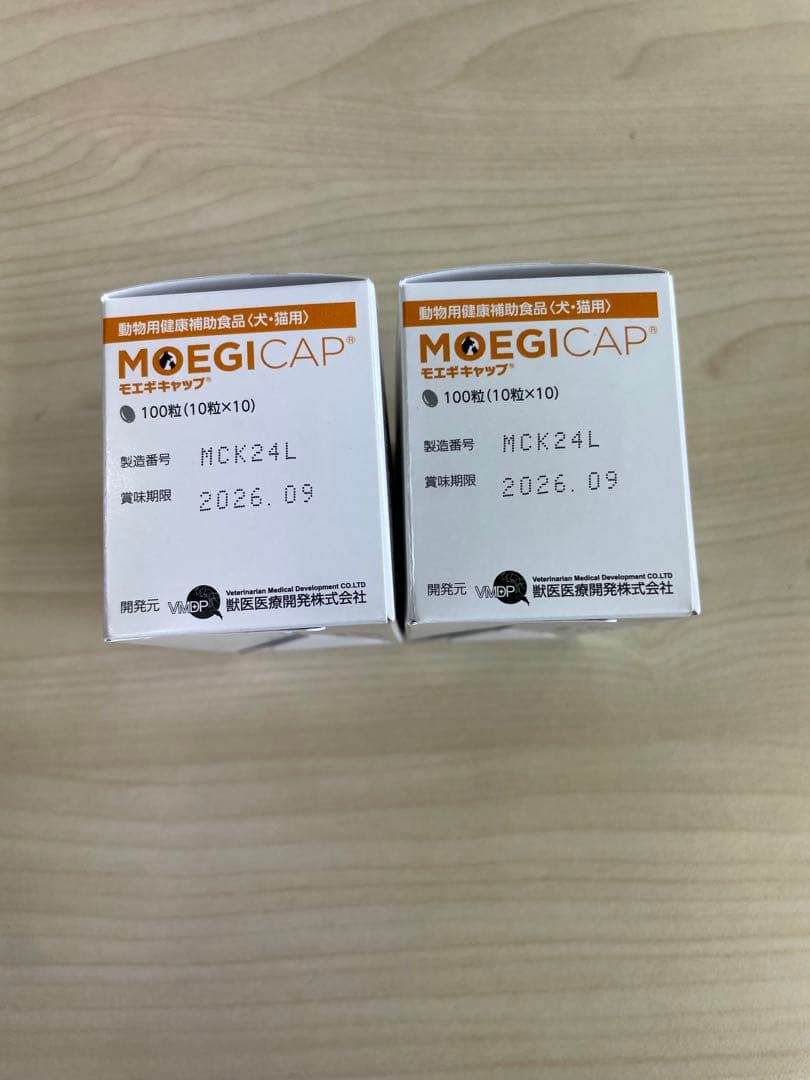 動物用健康補助食品〈犬・猫用〉
MOEGICAP®
モエギキャップ®
100粒(10粒×10)
製造番号 MCK24L
賞味期限 2026.09
開発元 VMDP Veterinarian Medical Development CO.LTD
獣医医療開発株式会社
動物用健康補助食品〈犬・猫用〉
MOEGICAP®
モエギキャップ®
100粒(10粒×10)
製造番号 MCK24L
賞味期限 2026.09
開発元 VMDP Veterinarian Medical Development CO.LTD
獣医医療開発株式会社